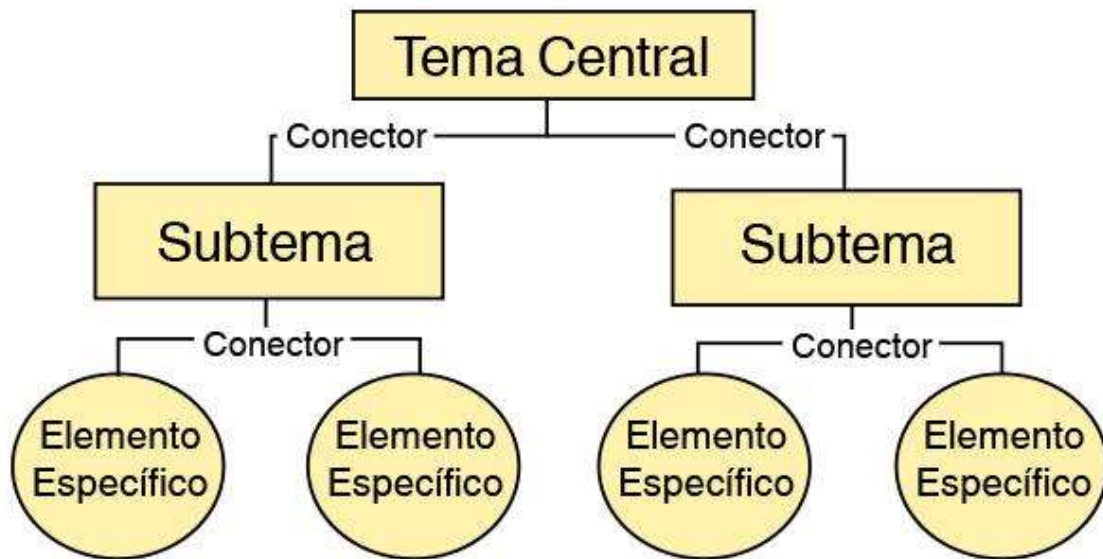 Tema Central
Conector Conector
Subtema Subtema
Conector Conector
Elemento Elemento Elemento Elemento
Específico Específico Específico Específico